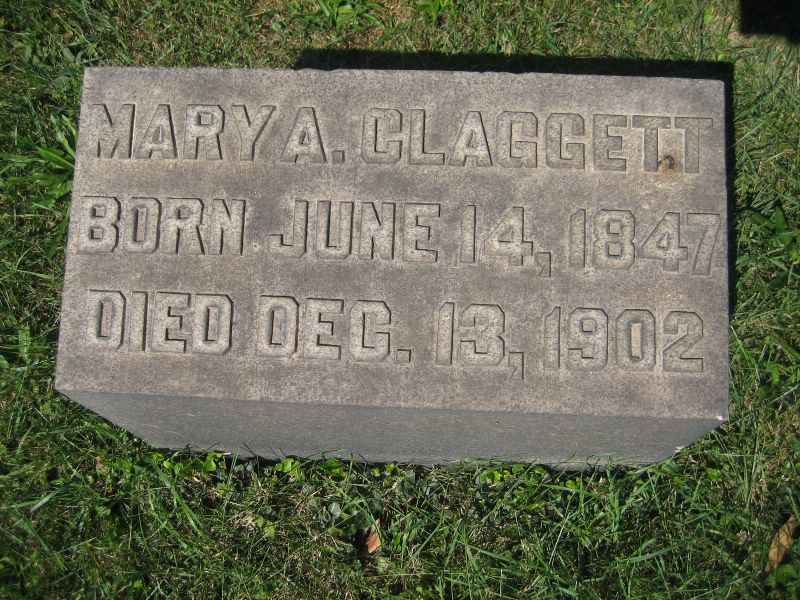 MARY A. CLAGGETT
BORN JUNE 14, 1847
DIED DEC. 13, 1902